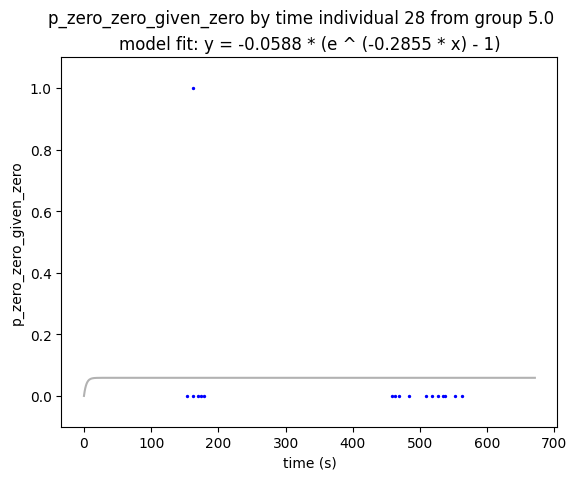 p_zero_zero_given_zero by time individual 28 from group 5.0
model fit: y = -0.0588 * (e ^ (-0.2855 * x) - 1)
1.0
0.8
0.6
0.4
0.2
0.0
p_zero_zero_given_zero
0 100 200 300 400 500 600 700
time (s)